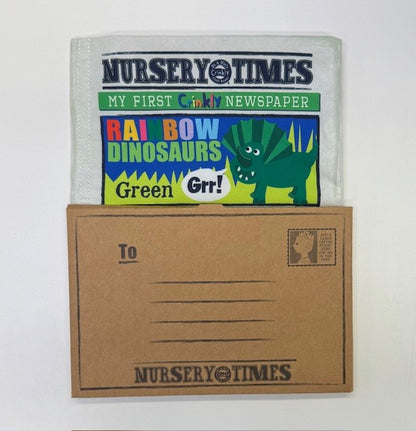 NURSERY TIMES
MY FIRST Crinkly NEWSPAPER
RAINBOW
DINOSAURS
Green Grr!
To
NURSERY TIMES